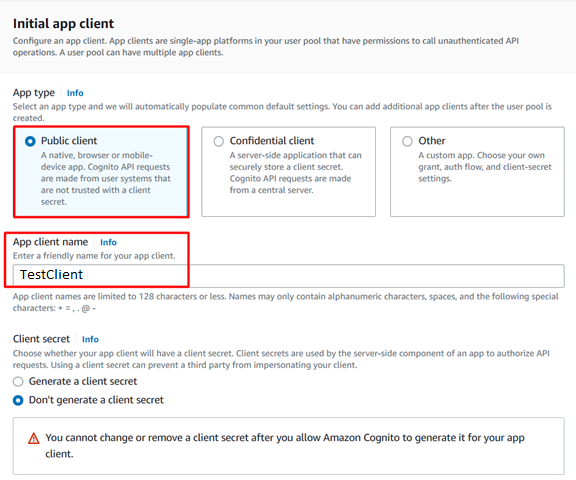 Initial app client
Configure an app client. App clients are single-app platforms in your user pool that have permissions to call unauthenticated API
operations. A user pool can have multiple app clients.
App type Info
Select an app type and we will automatically populate common default settings. You can add additional app clients after the user pool is
created.
Public client
A native, browser or mobile-
device app. Cognito API requests
are made from user systems that
are not trusted with a client
secret.
Confidential client
A server-side application that can
securely store a client secret.
Cognito API requests are made
from a central server.
Other
A custom app. Choose your own
grant, auth flow, and client-secret
settings.
App client name Info
Enter a friendly name for your app client.
TestClient
App client names are limited to 128 characters or less. Names may only contain alphanumeric characters, spaces, and the following special
characters: + = , . @ -
Client secret Info
Choose whether your app client will have a client secret. Client secrets are used by the server-side component of an app to authorize API
requests. Using a client secret can prevent a third party from impersonating your client.
Generate a client secret
Don't generate a client secret
You cannot change or remove a client secret after you allow Amazon Cognito to generate it for your app
client.